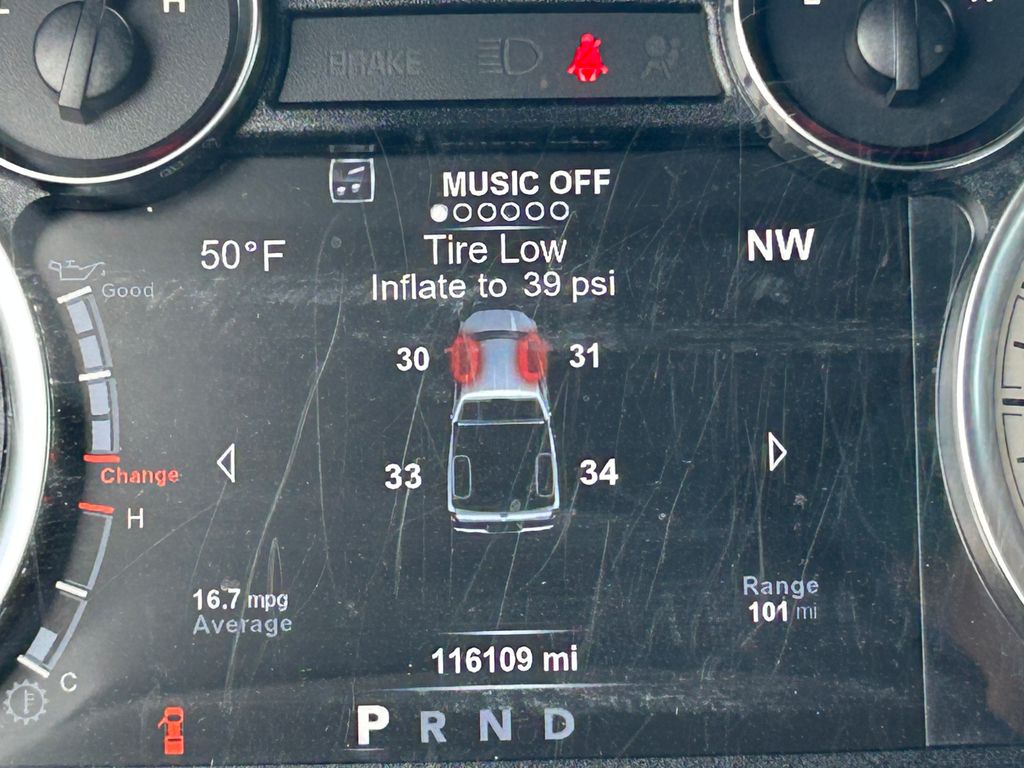 H
BRAKE
MUSIC OFF
50°F
Tire Low
NW
Inflate to 39 psi
Good
30
31
33
34
Change
H
16.7 mpg
Average
Range
101 mi
116109 mi
C
P R N D